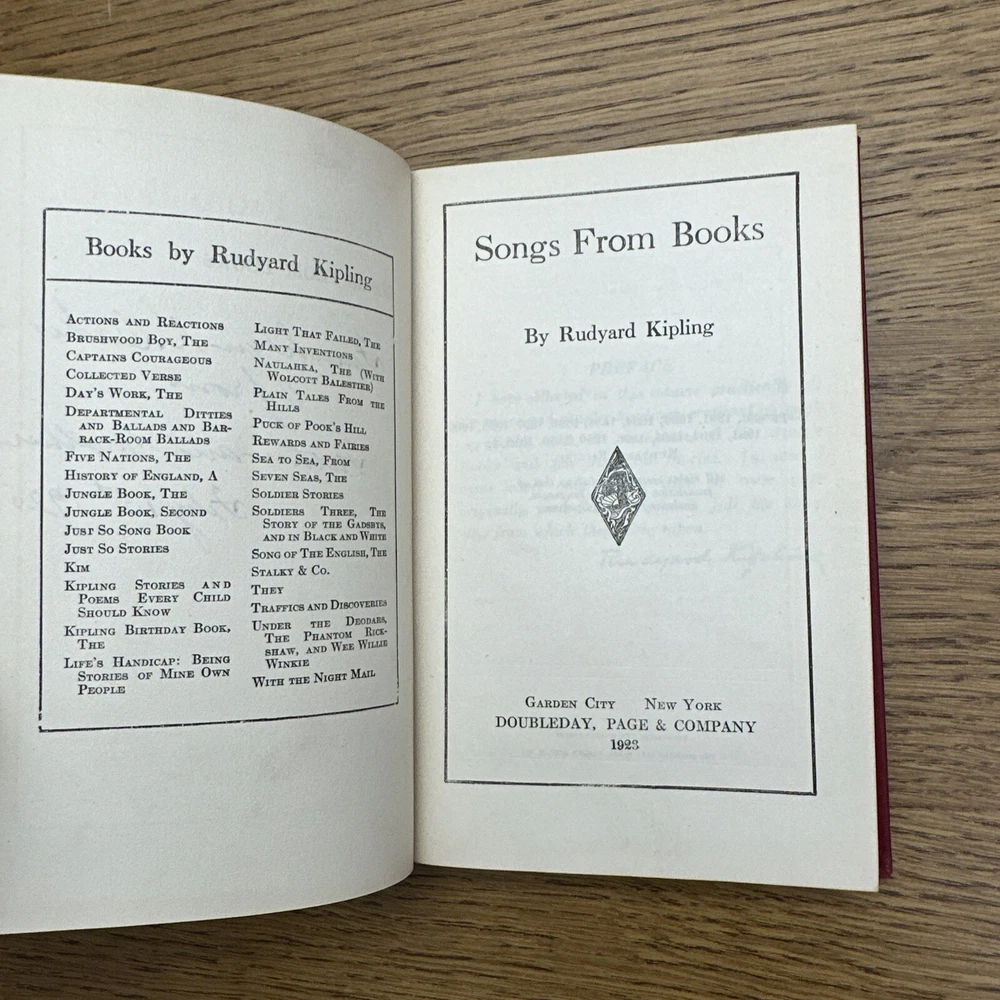 Books by Rudyard Kipling
Actions and Reactions
Brushwood Boy, The
Captains Courageous
Collected Verse
Day's Work, The
Departmental Ditties
and Ballads and Bar-
rack-Room Ballads
Five Nations, The
History of England, A
Jungle Book, The
Jungle Book, Second
Just So Song Book
Just So Stories
Kim
Kipling Stories and
Poems Every Child
Should Know
Kipling Birthday Book,
The
Life's Handicap: Being
Stories of Mine Own
People
Light That Failed, The
Many Inventions
Naulahka, The (With
Wolcott Balestier)
Plain Tales From the
Hills
Puck of Pook's Hill
Rewards and Fairies
Sea to Sea, From
Seven Seas, The
Soldier Stories
Soldiers Three, The
Story of the Gadsbys,
and in Black and White
Song of The English, The
Stalky & Co.
They
Traffics and Discoveries
Under the Deodars,
The Phantom Rick-
shaw, and Wee Willie
Winkie
With the Night Mail
Songs From Books
By Rudyard Kipling
Garden City New York
DOUBLEDAY, PAGE & COMPANY
1923